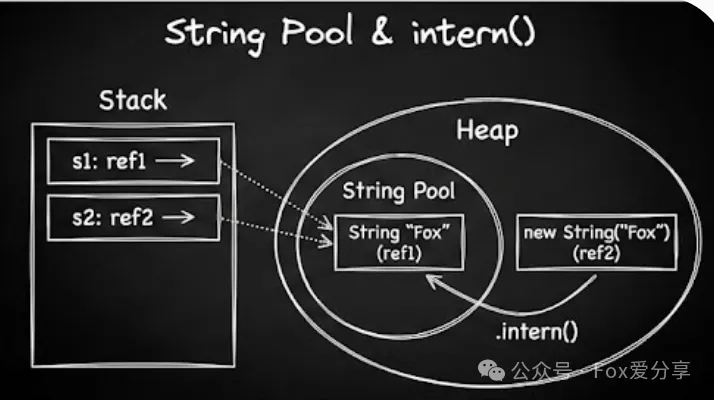 String Pool & intern()
Stack
s1: ref1
s2: ref2
Heap
String Pool
String “Fox”
(ref1)
new String(“Fox”)
(ref2)
.intern()
公众号 · Fox爱分享